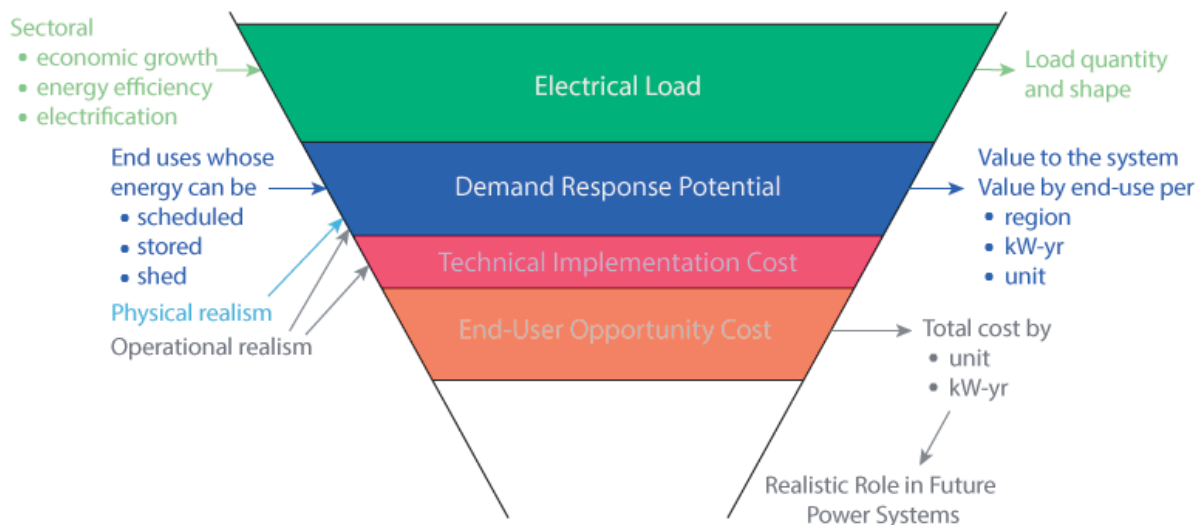 Sectoral
• economic growth
• energy efficiency
• electrification
Electrical Load
Load quantity
and shape
End uses whose
energy can be
• scheduled
• stored
• shed
Physical realism
Operational realism
Demand Response Potential
Value to the system
Value by end-use per
• region
• kW-yr
• unit
Technical Implementation Cost
End-User Opportunity Cost
Total cost by
• unit
• kW-yr
Realistic Role in Future
Power Systems